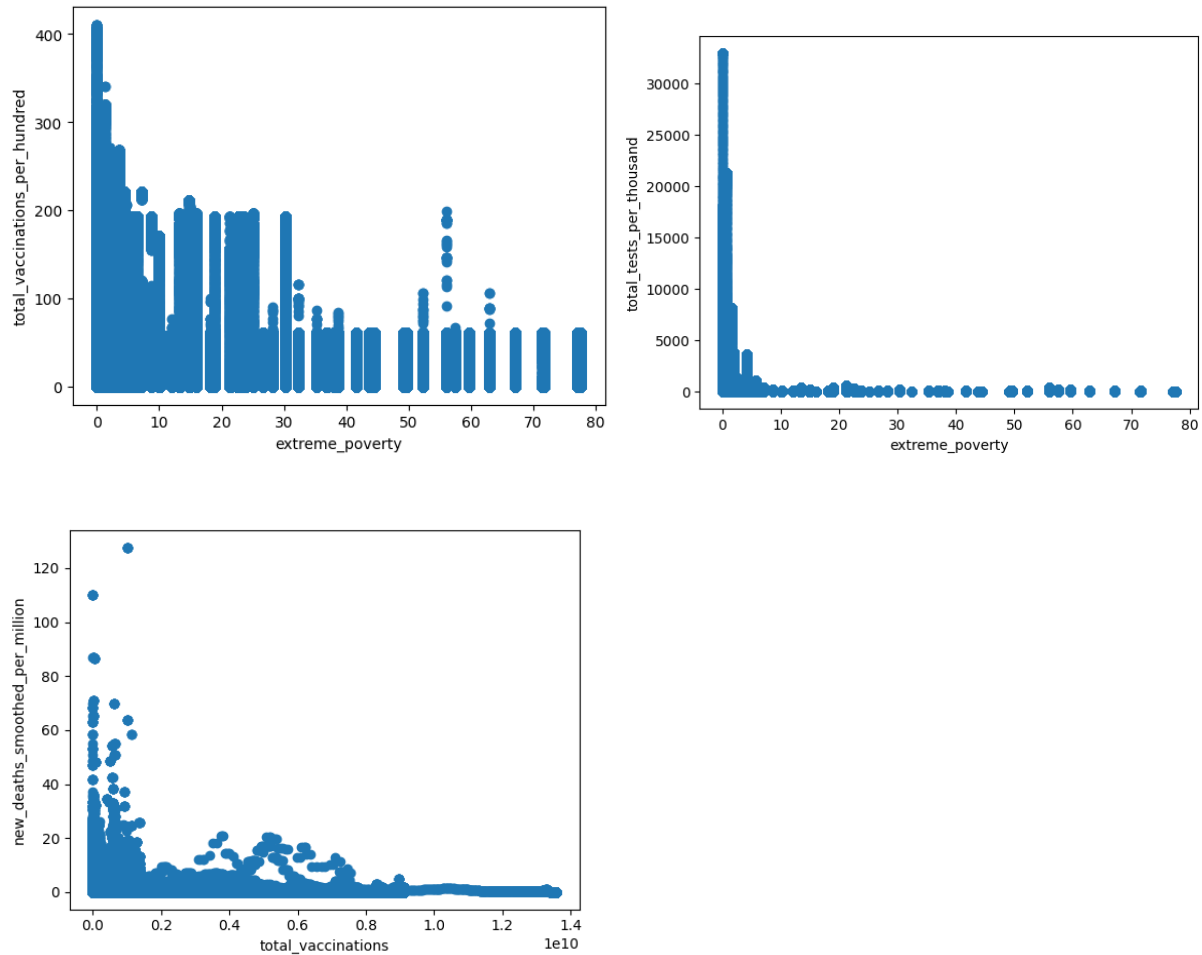 400
300
200
100
0
total_vaccinations_per_hundred
0 10 20 30 40 50 60 70 80
extreme_poverty
30000
25000
20000
15000
10000
5000
0
total_tests_per_thousand
0 10 20 30 40 50 60 70 80
extreme_poverty
120
100
80
60
40
20
0
new_deaths_smoothed_per_million
0.0 0.2 0.4 0.6 0.8 1.0 1.2 1.4
1e10
total_vaccinations